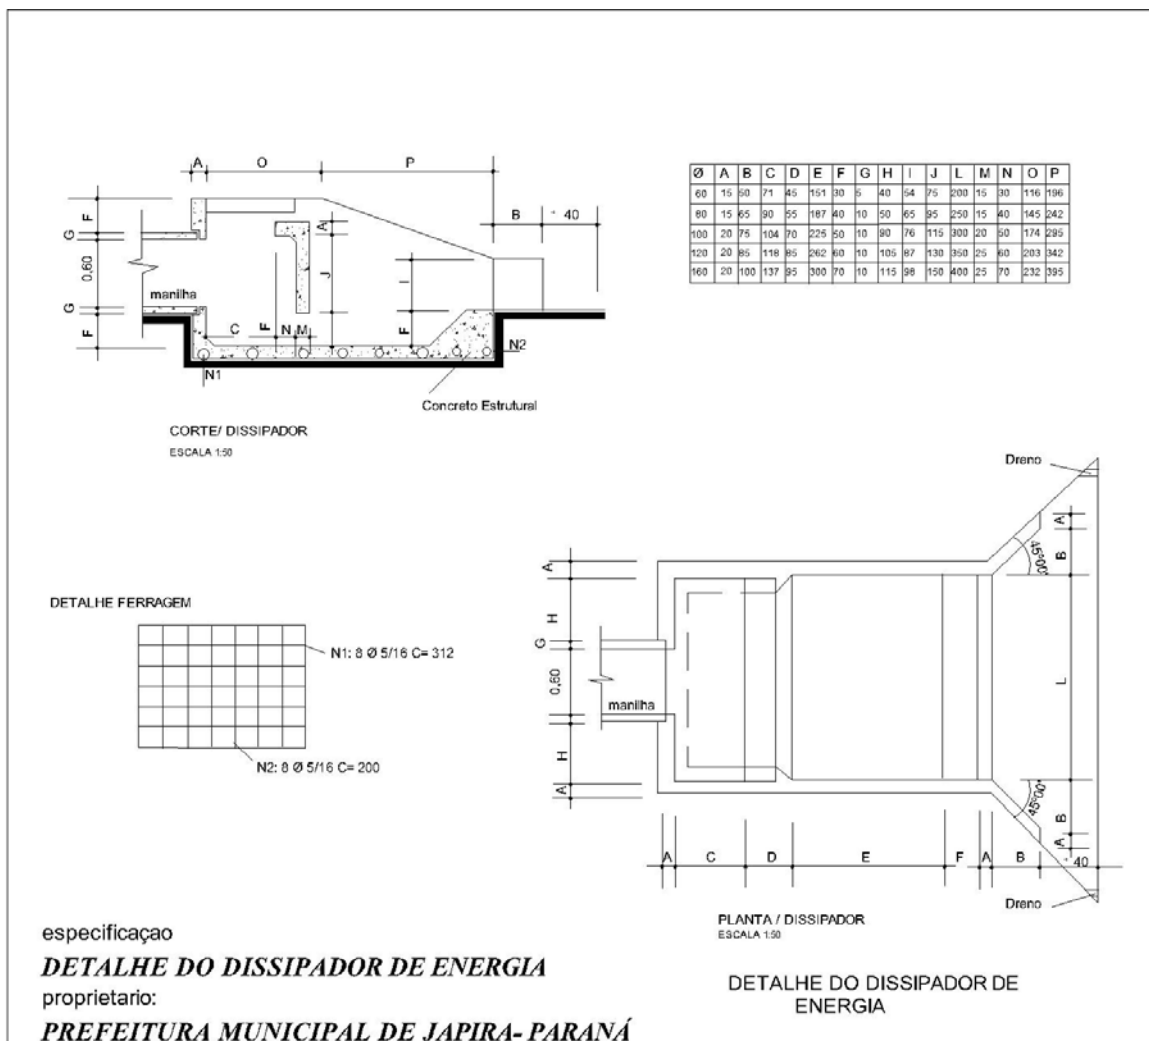 A O P
F
G
0,60
G
F
manilha
A
J
B
40
I
F
C
F
N
M
N1
N2
Concreto Estrutural
CORTE/ DISSIPADOR
ESCALA 1:50
Ø A B C D E F G H I J L M N O P
60 15 50 71 45 151 30 5 40 54 75 200 15 30 116 196
80 15 65 90 55 187 40 10 50 65 95 250 15 40 145 242
100 20 75 104 70 225 50 10 90 76 115 300 20 50 174 295
120 20 85 118 85 262 60 10 105 87 130 350 25 60 203 342
160 20 100 137 95 300 70 10 115 98 150 400 25 70 232 395
DETALHE FERRAGEM
N1: 8 Ø 5/16 C= 312
N2: 8 Ø 5/16 C= 200
Dreno
A
B
45°00'
A
H
G
0,60
manilha
H
A
L
45°00'
B
A
A C D E F A B 40
Dreno
PLANTA / DISSIPADOR
ESCALA 1:50
DETALHE DO DISSIPADOR DE
ENERGIA
especificaçao
DETALHE DO DISSIPADOR DE ENERGIA
proprietario:
PREFEITURA MUNICIPAL DE JAPIRA- PARANÁ